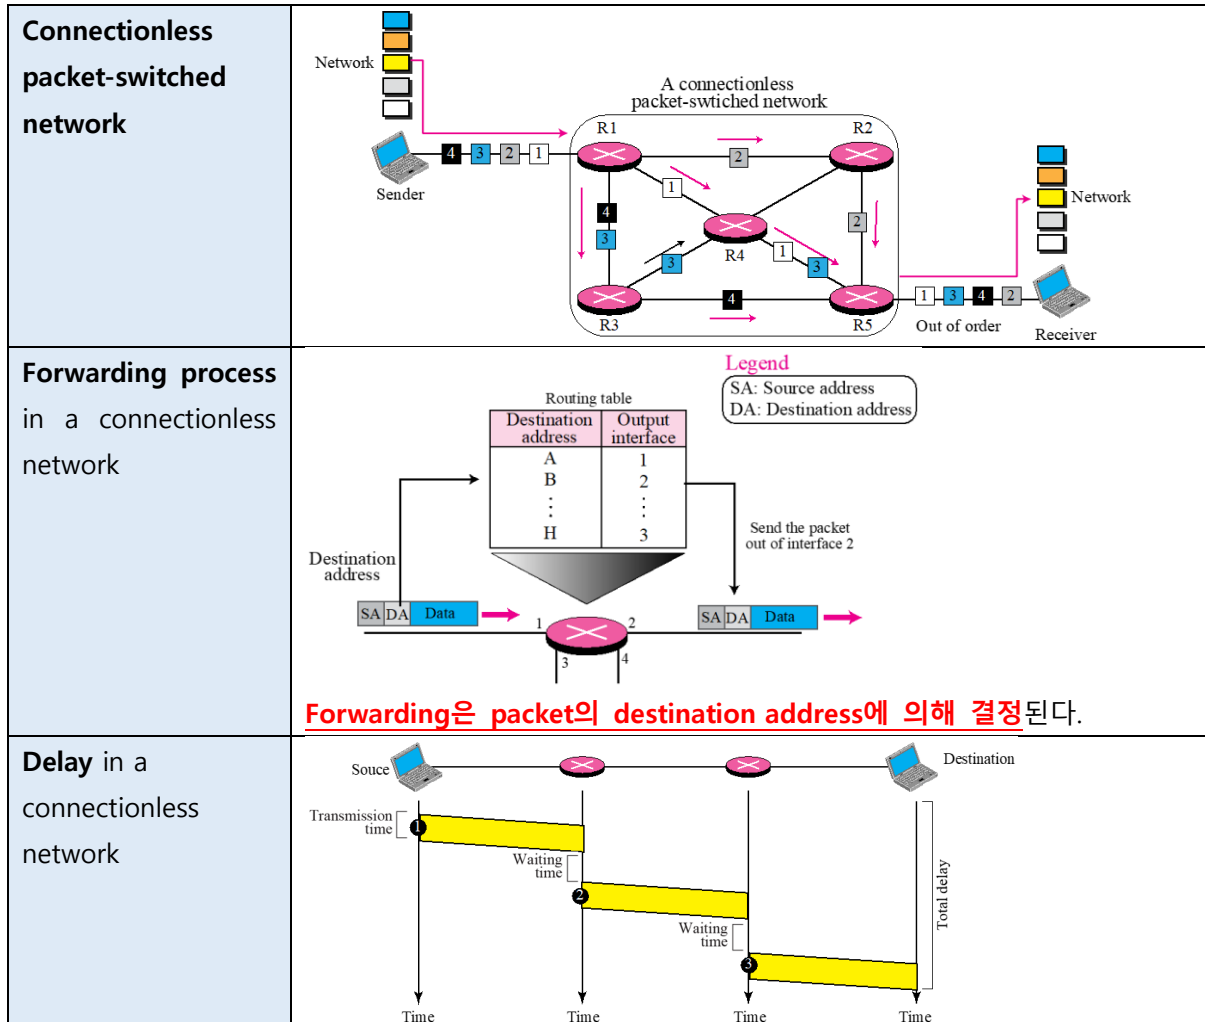 Connectionless
packet-switched
network
Network
A connectionless
packet-swtiched network
R1
R2
4 3 2 1
2
Sender
1
4
3
R4
2
3
1
3
Network
R3
4
R5
1 3 4 2
Out of order
Receiver
Forwarding process
in a connectionless
network
Legend
SA: Source address
DA: Destination address
Routing table
Destination address
Output interface
A 1
B 2
⋮ ⋮
H 3
Destination
address
Send the packet
out of interface 2
SA DA Data
SA DA Data
1
2
3
4
Forwarding은 packet의 destination address에 의해 결정된다.
Delay in a
connectionless
network
Souce
Destination
Transmission
time
1
Waiting
time
2
Waiting
time
3
Total delay
Time
Time
Time
Time